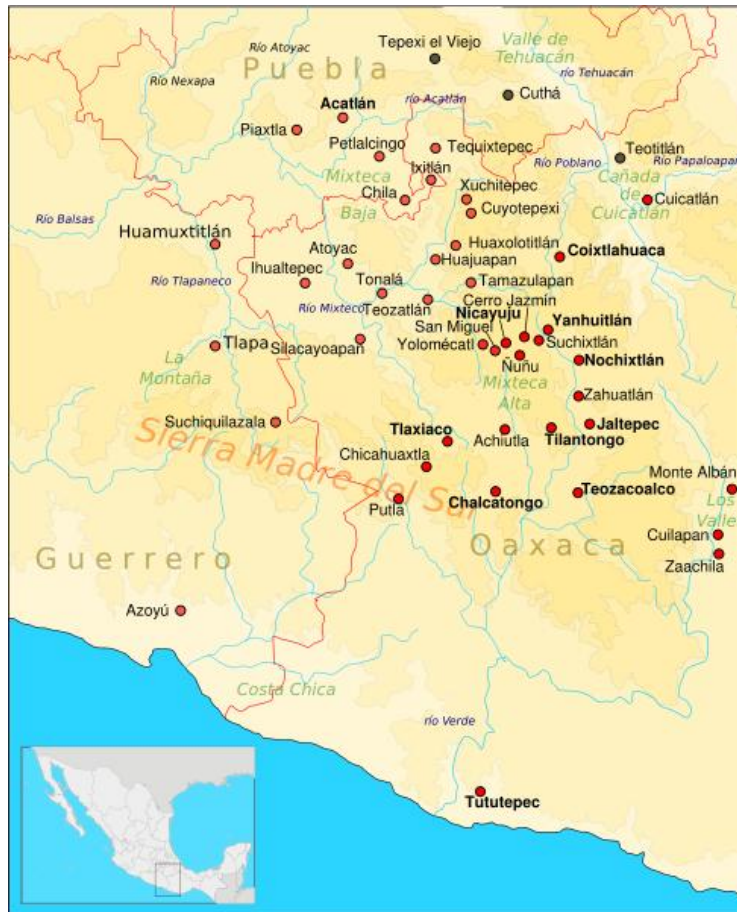 Tepexi el Viejo
Valle de
Tehuacán
Río Atoyac
Puebla
Río Nexapa
río Tehuacán
Acatlán
río Acatlán
Cuthá
Piaxtla
Petlalcingo
Tequixtepec
Teotitlán
Mixteca
Baja
Ixitlán
Río Poblano
Río Papaloapan
Cañada
de
Cuicatlán
Chila
Xuchitepec
Cuyotepexi
Cuicatlán
Río Balsas
Huamuxtitlán
Atoyac
Huaxolotitlán
Huajuapan
Coixtlahuaca
Ihualtepec
Río Tlapaneco
Tonalá
Tamazulapan
Río Mixteco
Teozatlán
Cerro Jazmín
Nicayuju
Yanhuitlán
San Miguel
Suchixtlán
Tlapa
Silacayoapan
Yolomécatl
Ñuñu
Nochixtlán
La
Montaña
Mixteca
Alta
Zahuatlán
Suchiquilazala
Sierra Madre del Sur
Tlaxiaco
Achiutla
Tilantongo
Jaltepec
Chicahuaxtla
Monte Albán
Putla
Chalcatongo
Teozacoalco
Los
Valle
Guerrero
Oaxaca
Cuilapan
Zaachila
Azoyú
Costa Chica
río Verde
Tututepec